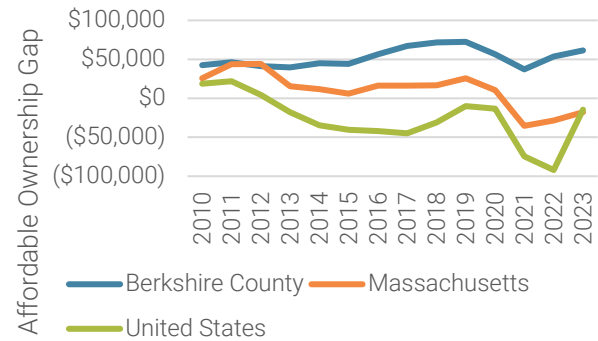 Affordable Ownership Gap
$100,000
$50,000
$0
($50,000)
($100,000)
2010 2011 2012 2013 2014 2015 2016 2017 2018 2019 2020 2021 2022 2023
Berkshire County Massachusetts
United States